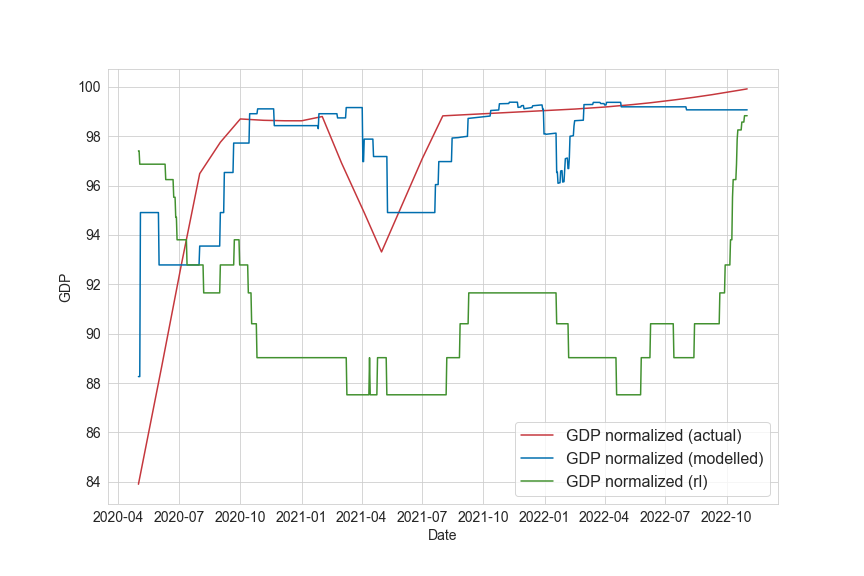 100
98
96
94
92
90
88
86
84
GDP
GDP normalized (actual)
GDP normalized (modelled)
GDP normalized (rl)
2020-04 2020-07 2020-10 2021-01 2021-04 2021-07 2021-10 2022-01 2022-04 2022-07 2022-10
Date